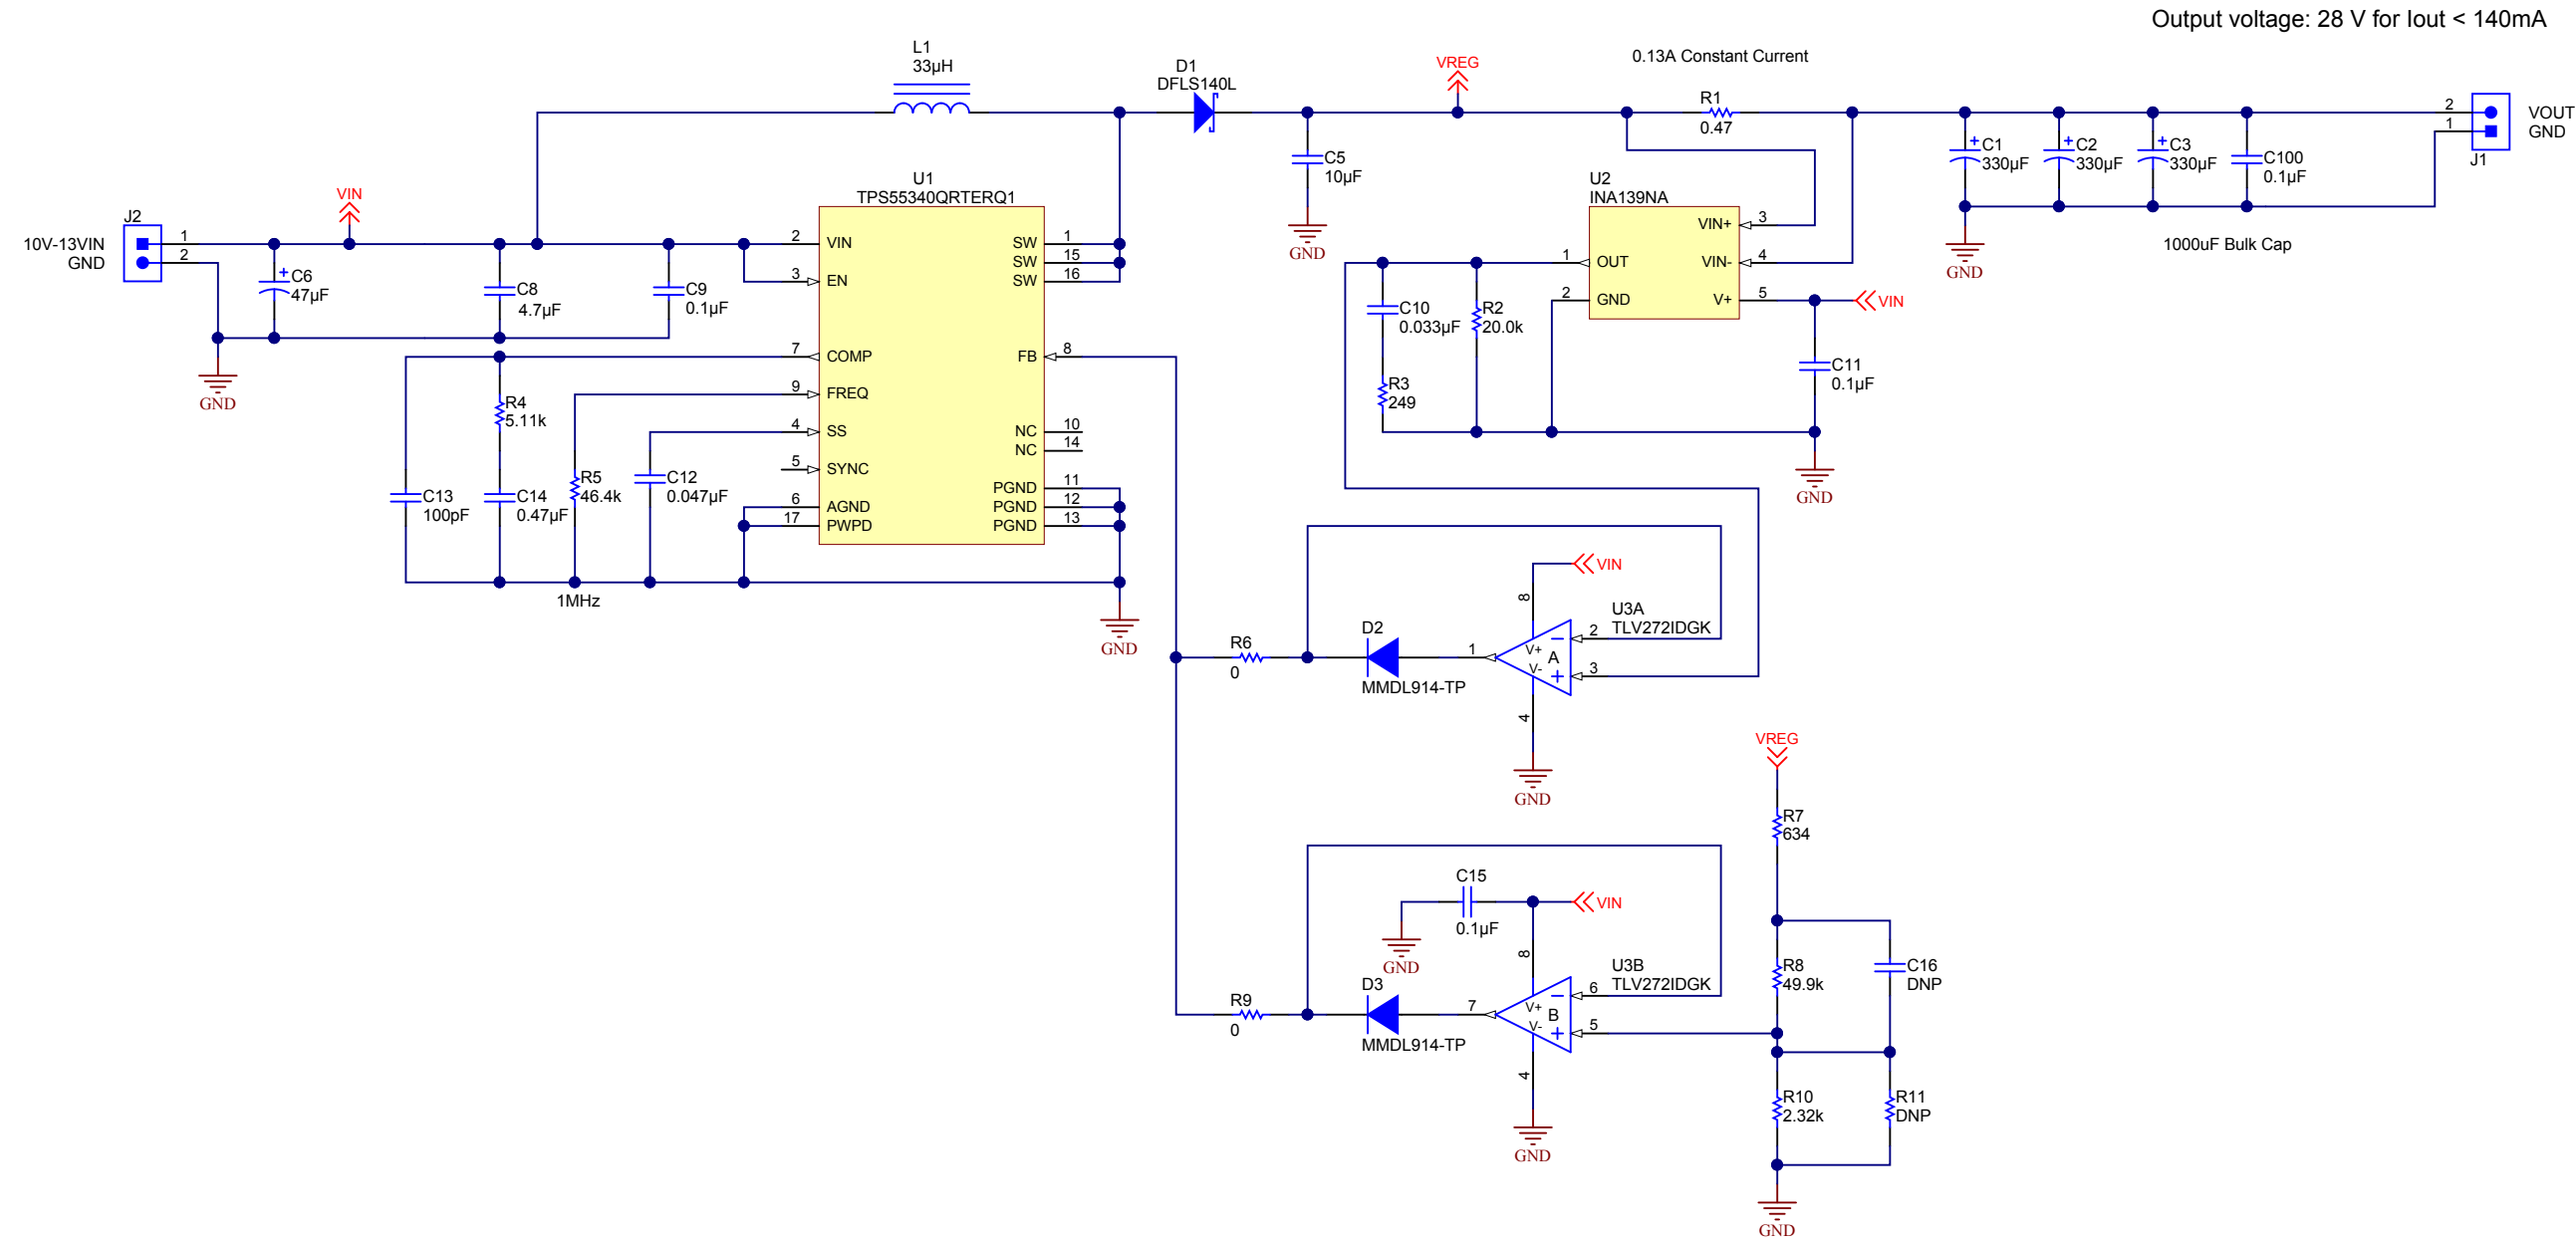 Output voltage: 28 V for Iout < 140mA
L1
33µH
D1
DFLS140L
VREG
0.13A Constant Current
R1
0.47
2
1
VOUT
GND
J1
C5
10µF
GND
C1
330µF
C2
330µF
C3
330µF
C100
0.1µF
GND
1000uF Bulk Cap
VIN
J2
10V-13VIN
GND
1
2
C6
47µF
C8
4.7µF
C9
0.1µF
GND
U1
TPS55340QRTERQ1
2 VIN
3 EN
7 COMP
9 FREQ
4 SS
5 SYNC
6 AGND
17 PWPD
SW 1
SW 15
SW 16
FB 8
NC 10
NC 14
PGND 11
PGND 12
PGND 13
R4
5.11k
C13
100pF
C14
0.47µF
R5
46.4k
C12
0.047µF
1MHz
GND
U2
INA139NA
VIN+ 3
1 OUT
VIN- 4
2 GND
V+ 5
VIN
C10
0.033µF
R2
20.0k
R3
249
C11
0.1µF
GND
VIN
8
U3A
TLV272IDGK
2
3
V+
V-
A
1
4
GND
D2
MMDL914-TP
R6
0
VREG
R7
634
R8
49.9k
C16
DNP
R10
2.32k
R11
DNP
GND
C15
0.1µF
GND
VIN
8
U3B
TLV272IDGK
6
5
V+
V-
B
7
4
GND
D3
MMDL914-TP
R9
0